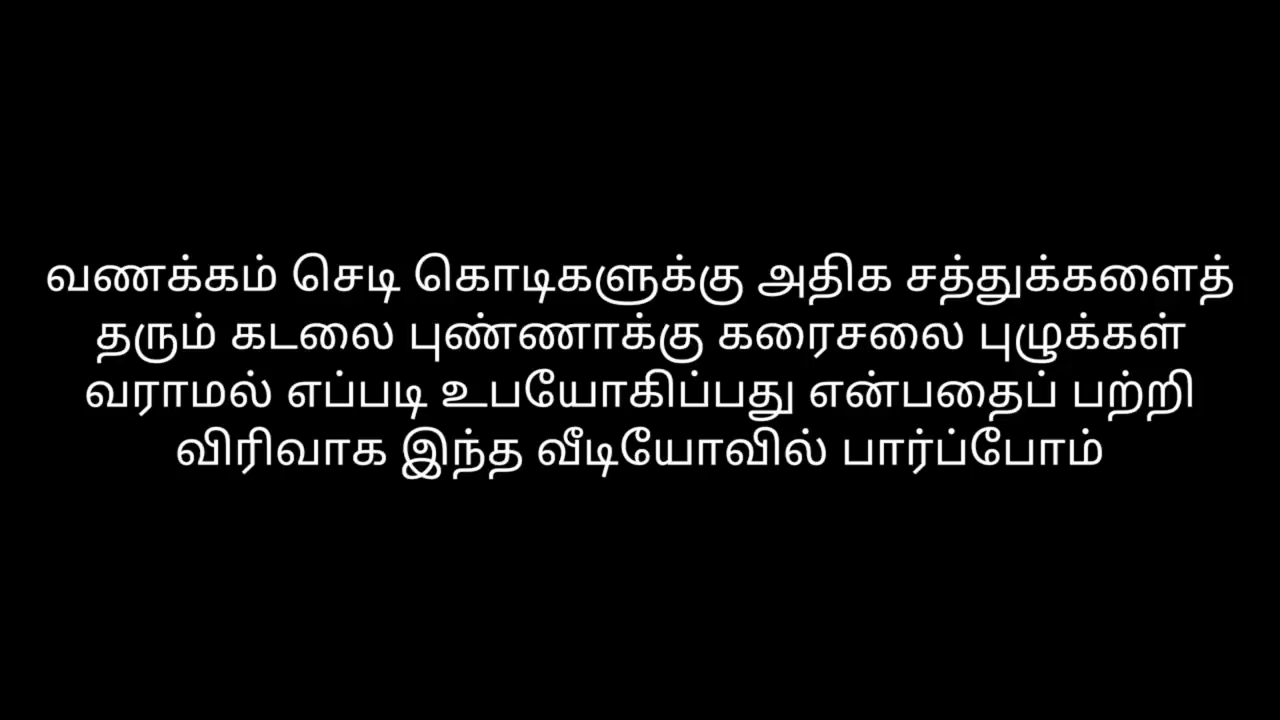 வணக்கம் செடி கொடிகளுக்கு அதிக சத்துக்களைத்
தரும் கடலை புண்ணாக்கு கரைசலை புழுக்கள்
வராமல் எப்படி உபயோகிப்பது என்பதைப் பற்றி
விரிவாக இந்த வீடியோவில் பார்ப்போம்